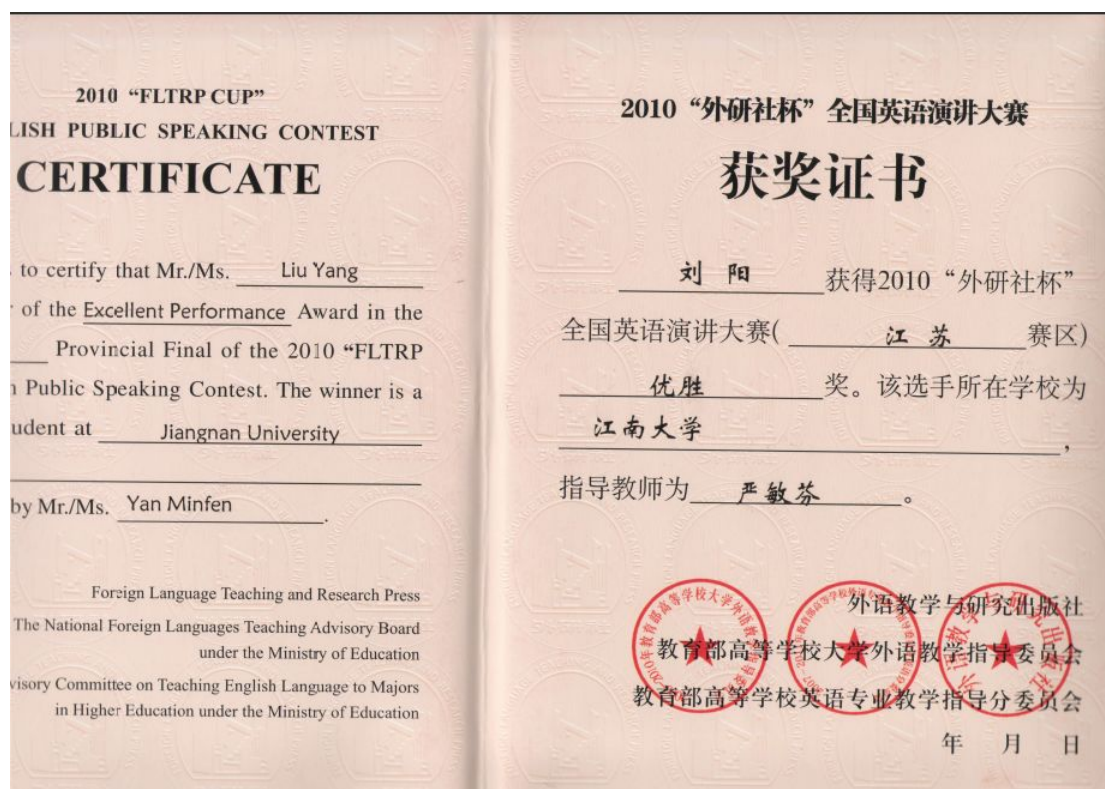 2010 “FLTRP CUP”
LISH PUBLIC SPEAKING CONTEST
CERTIFICATE
to certify that Mr./Ms. Liu Yang
of the Excellent Performance Award in the
Provincial Final of the 2010 “FLTRP
Public Speaking Contest. The winner is a
udent at Jiangnan University
by Mr./Ms. Yan Minfen.
Foreign Language Teaching and Research Press
The National Foreign Languages Teaching Advisory Board
under the Ministry of Education
visory Committee on Teaching English Language to Majors
in Higher Education under the Ministry of Education
2010“外研社杯”全国英语演讲大赛
获奖证书
刘阳 获得2010“外研社杯”
全国英语演讲大赛(江苏赛区)
优胜奖。该选手所在学校为
江南大学,
指导教师为严敏芬。
外语教学与研究出版社
教育部高等学校大学外语教学指导委员会
教育部高等学校英语专业教学指导分委员会
年 月 日
外语教学与研究出版社